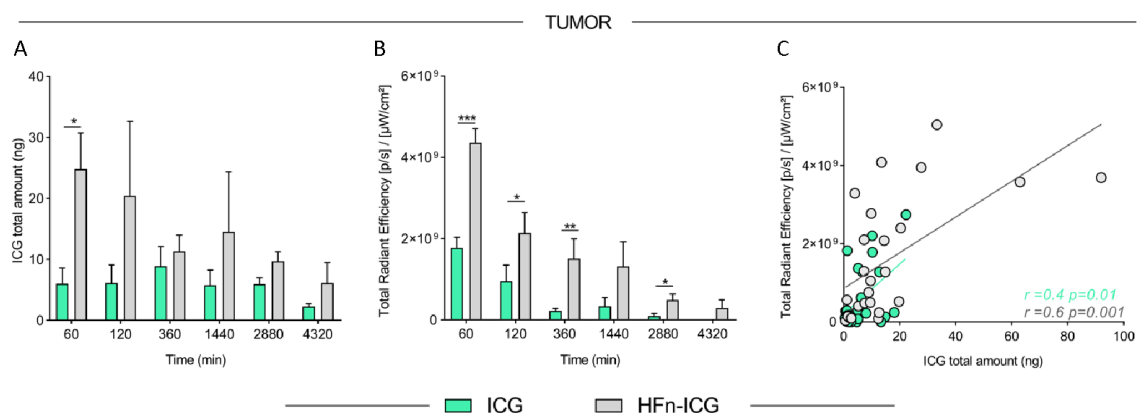 TUMOR
A
ICG total amount (ng)
40
30
20
10
0
*
60
120
360
1440
2880
4320
Time (min)
B
Total Radiant Efficiency [p/s] / [µW/cm²]
6×10⁹
4×10⁹
2×10⁹
0
***
*
**
*
60
120
360
1440
2880
4320
Time (min)
C
Total Radiant Efficiency [p/s] / [µW/cm²]
6×10⁹
4×10⁹
2×10⁹
0
r =0.4 p=0.01
r =0.6 p=0.001
0
20
40
60
80
100
ICG total amount (ng)
ICG
HFn-ICG